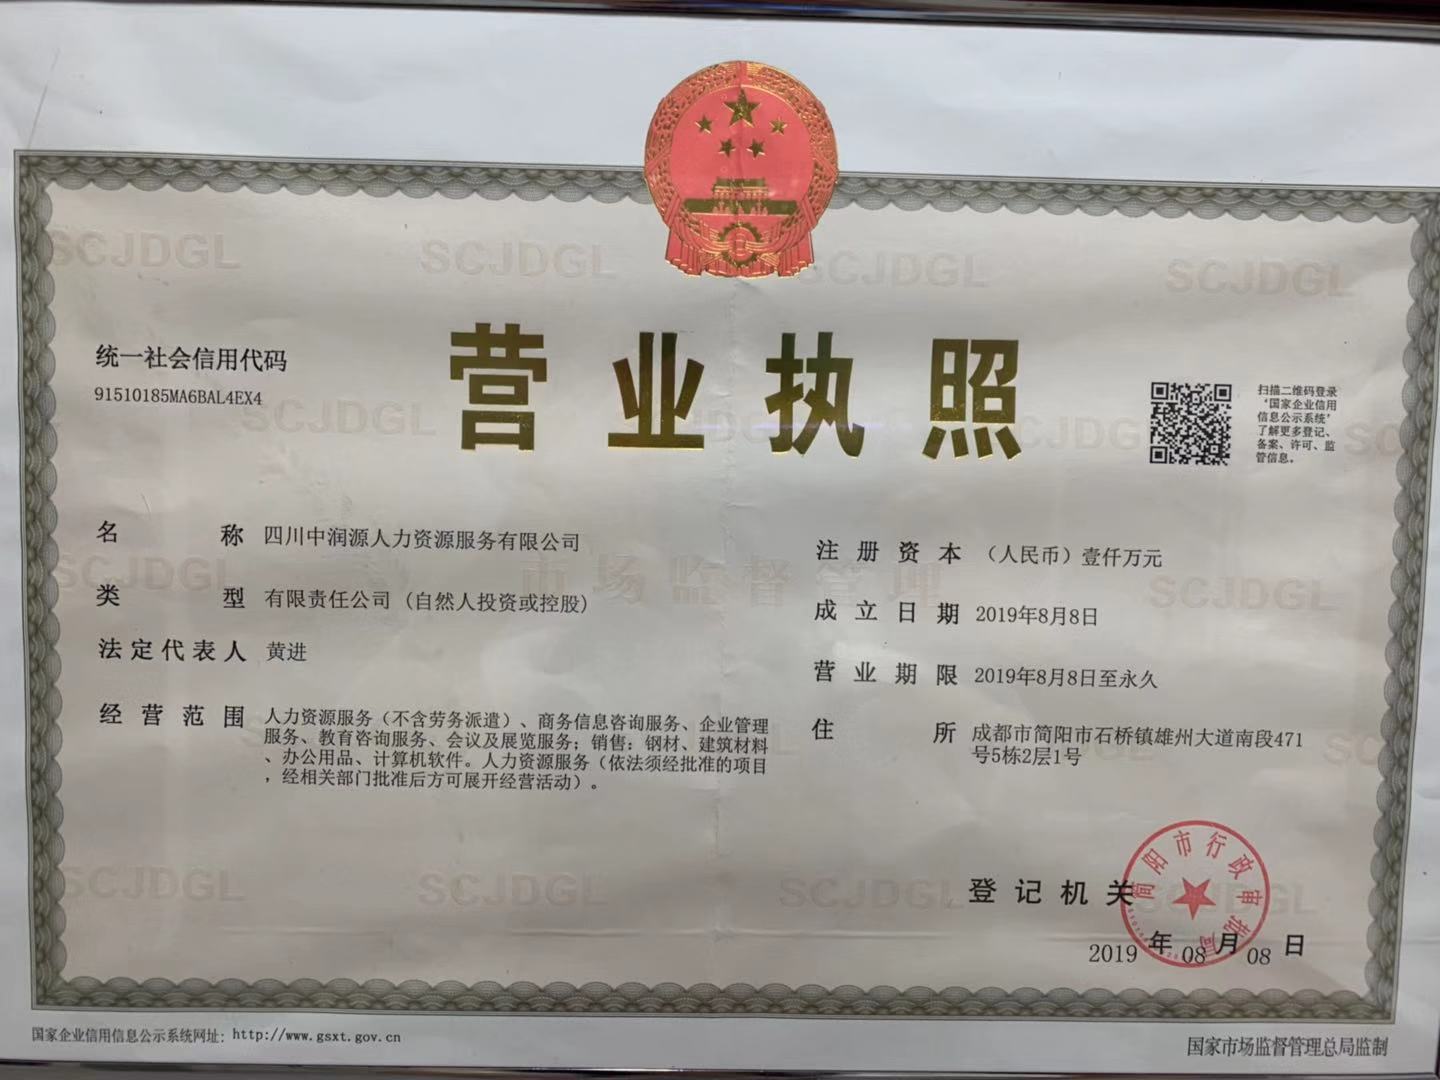 营业执照
统一社会信用代码
91510185MA6BAL4EX4
扫描二维码登录
‘国家企业信用
信息公示系统’
了解更多登记、
备案、许可、监
管信息。
名称 四川中润源人力资源服务有限公司
类型 有限责任公司（自然人投资或控股）
法定代表人 黄进
经营范围 人力资源服务（不含劳务派遣）、商务信息咨询服务、企业管理
服务、教育咨询服务、会议及展览服务；销售：钢材、建筑材料
、办公用品、计算机软件。人力资源服务（依法须经批准的项目
，经相关部门批准后方可展开经营活动）。
注册资本 （人民币）壹仟万元
成立日期 2019年8月8日
营业期限 2019年8月8日至永久
住所 成都市简阳市石桥镇雄州大道南段471
号5栋2层1号
登记机关
简阳市行政审批局
2019年08月08日
国家企业信用信息公示系统网址：http://www.gsxt.gov.cn
国家市场监督管理总局监制
SCJDGL
市场监督管理